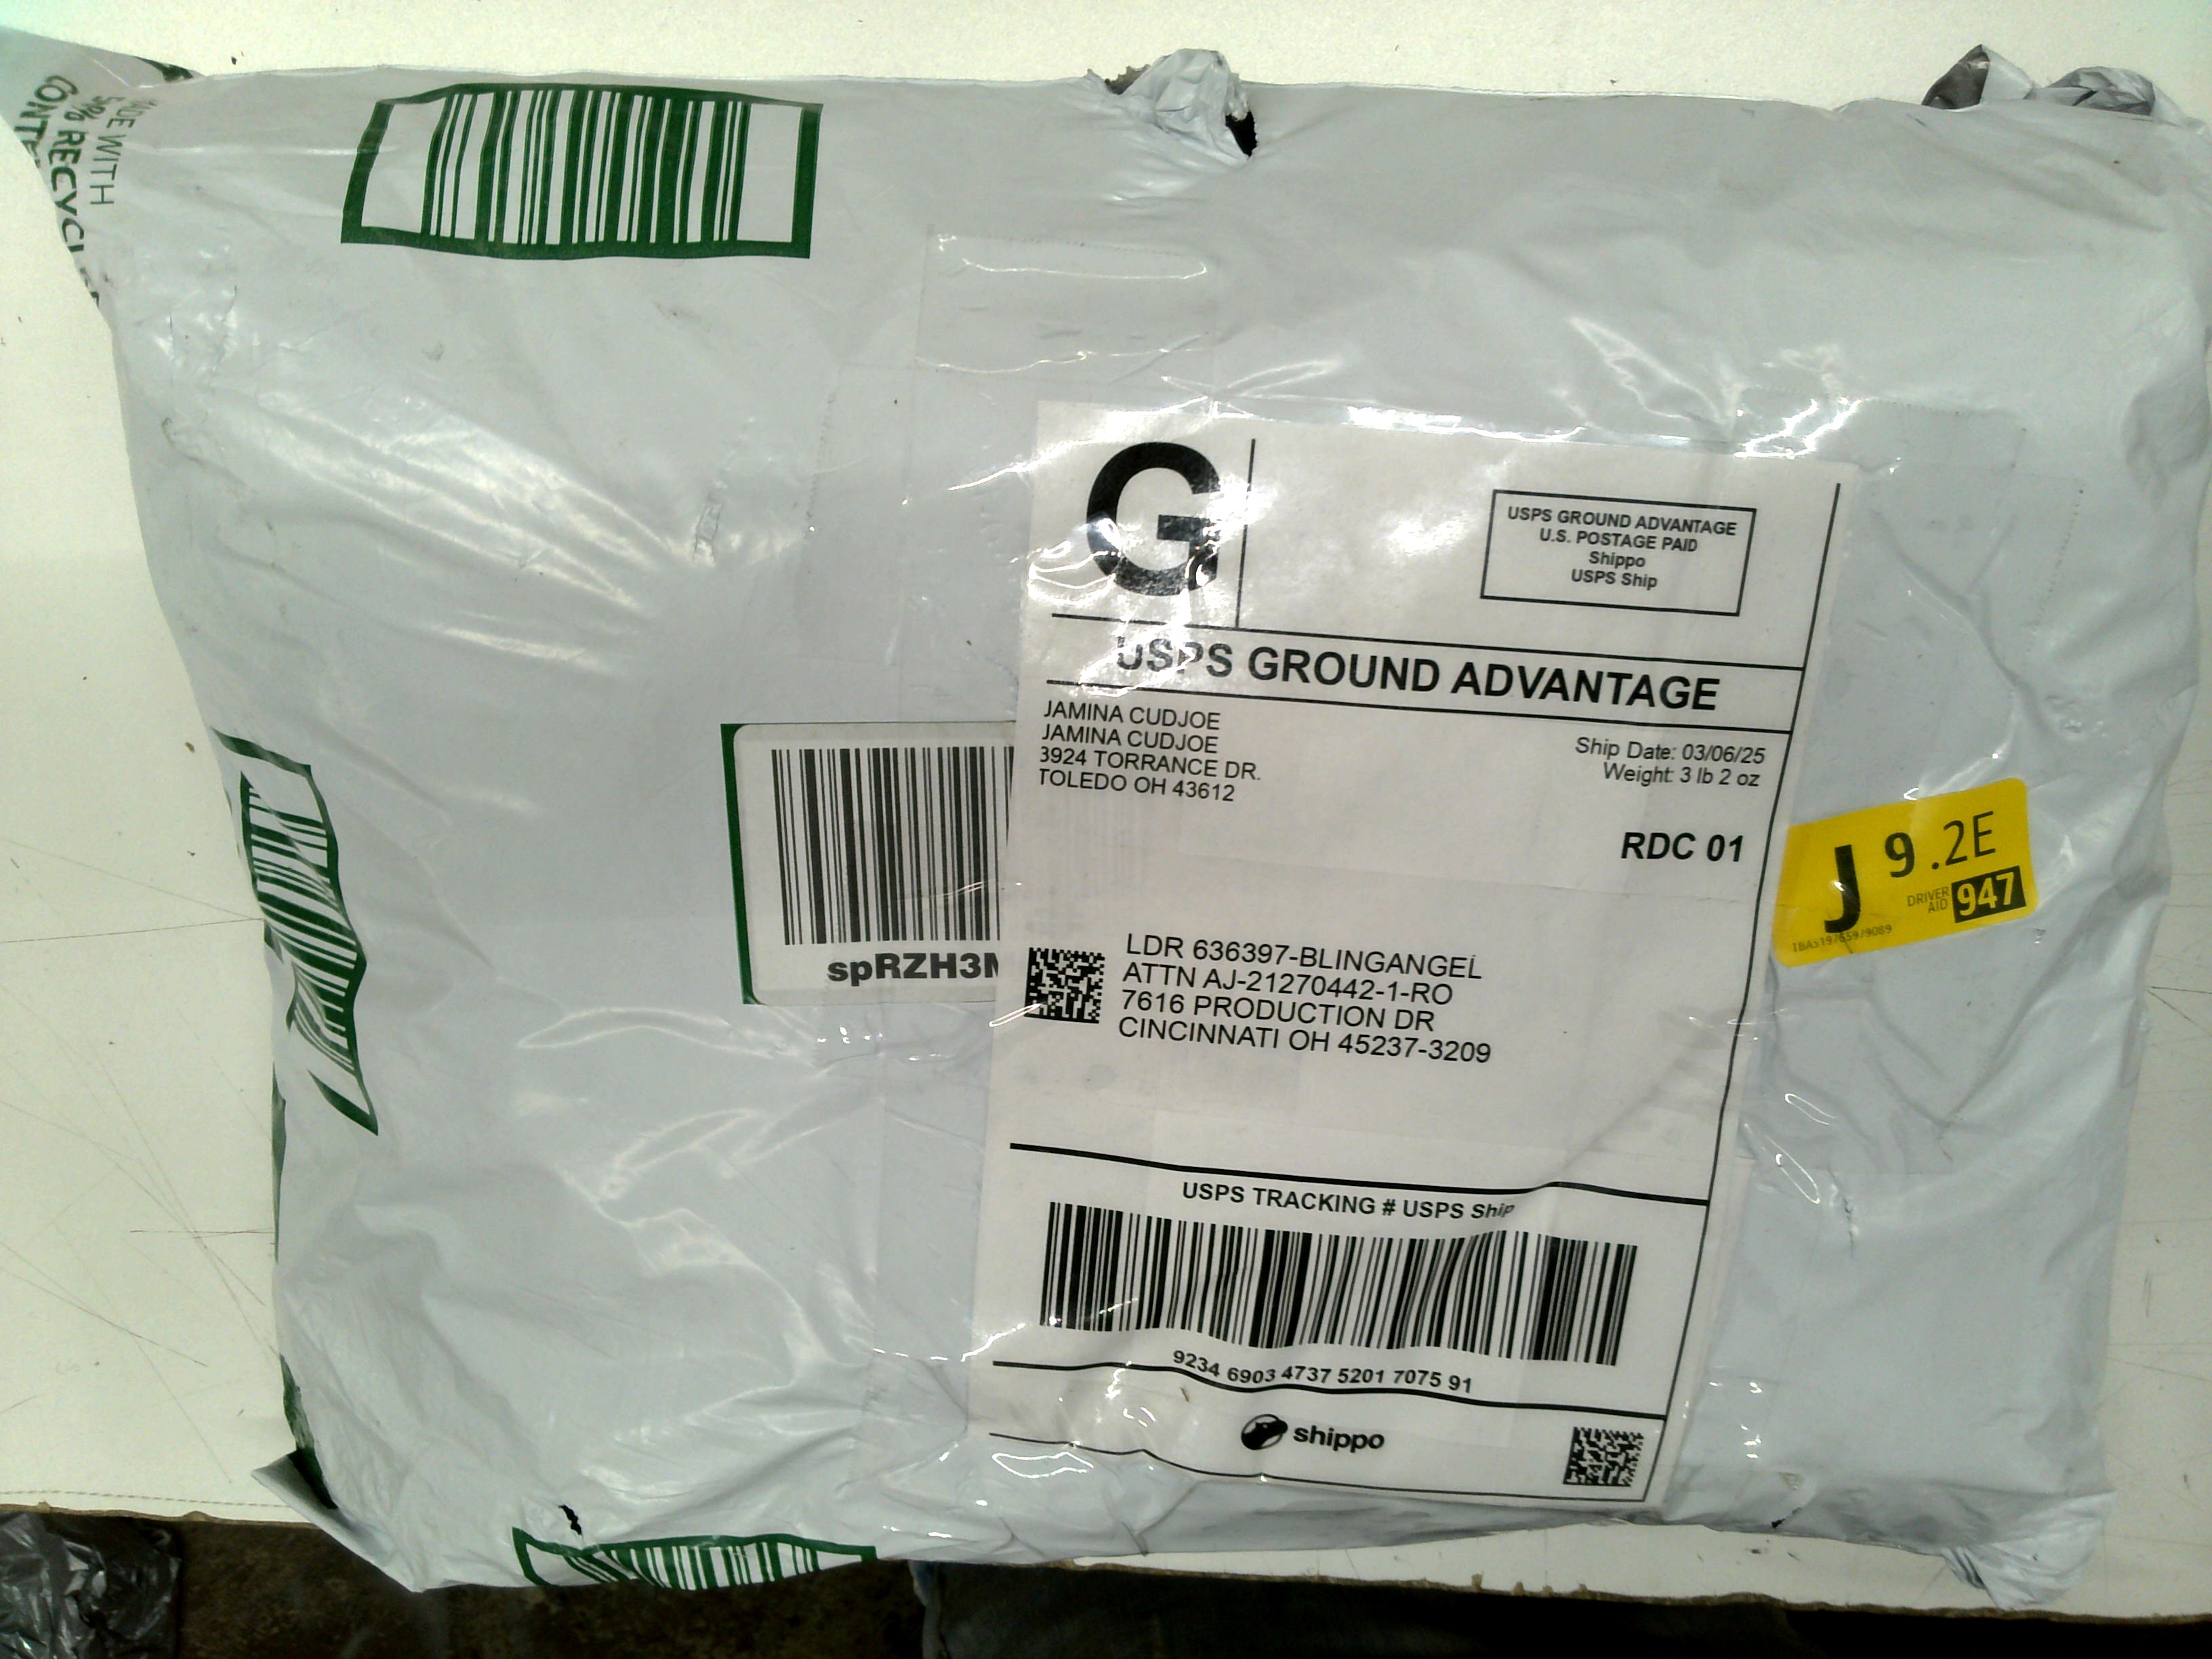 MADE WITH
50% RECYCLED
CONTE
G
USPS GROUND ADVANTAGE
U.S. POSTAGE PAID
Shippo
USPS Ship
USPS GROUND ADVANTAGE
JAMINA CUDJOE
JAMINA CUDJOE
3924 TORRANCE DR.
TOLEDO OH 43612
Ship Date: 03/06/25
Weight: 3 lb 2 oz
RDC 01
J 9.2E
DRIVER AID 947
spRZH3
LDR 636397-BLINGANGEL
ATTN AJ-21270442-1-RO
7616 PRODUCTION DR
CINCINNATI OH 45237-3209
USPS TRACKING # USPS Ship
9234 6903 4737 5201 7075 91
shippo